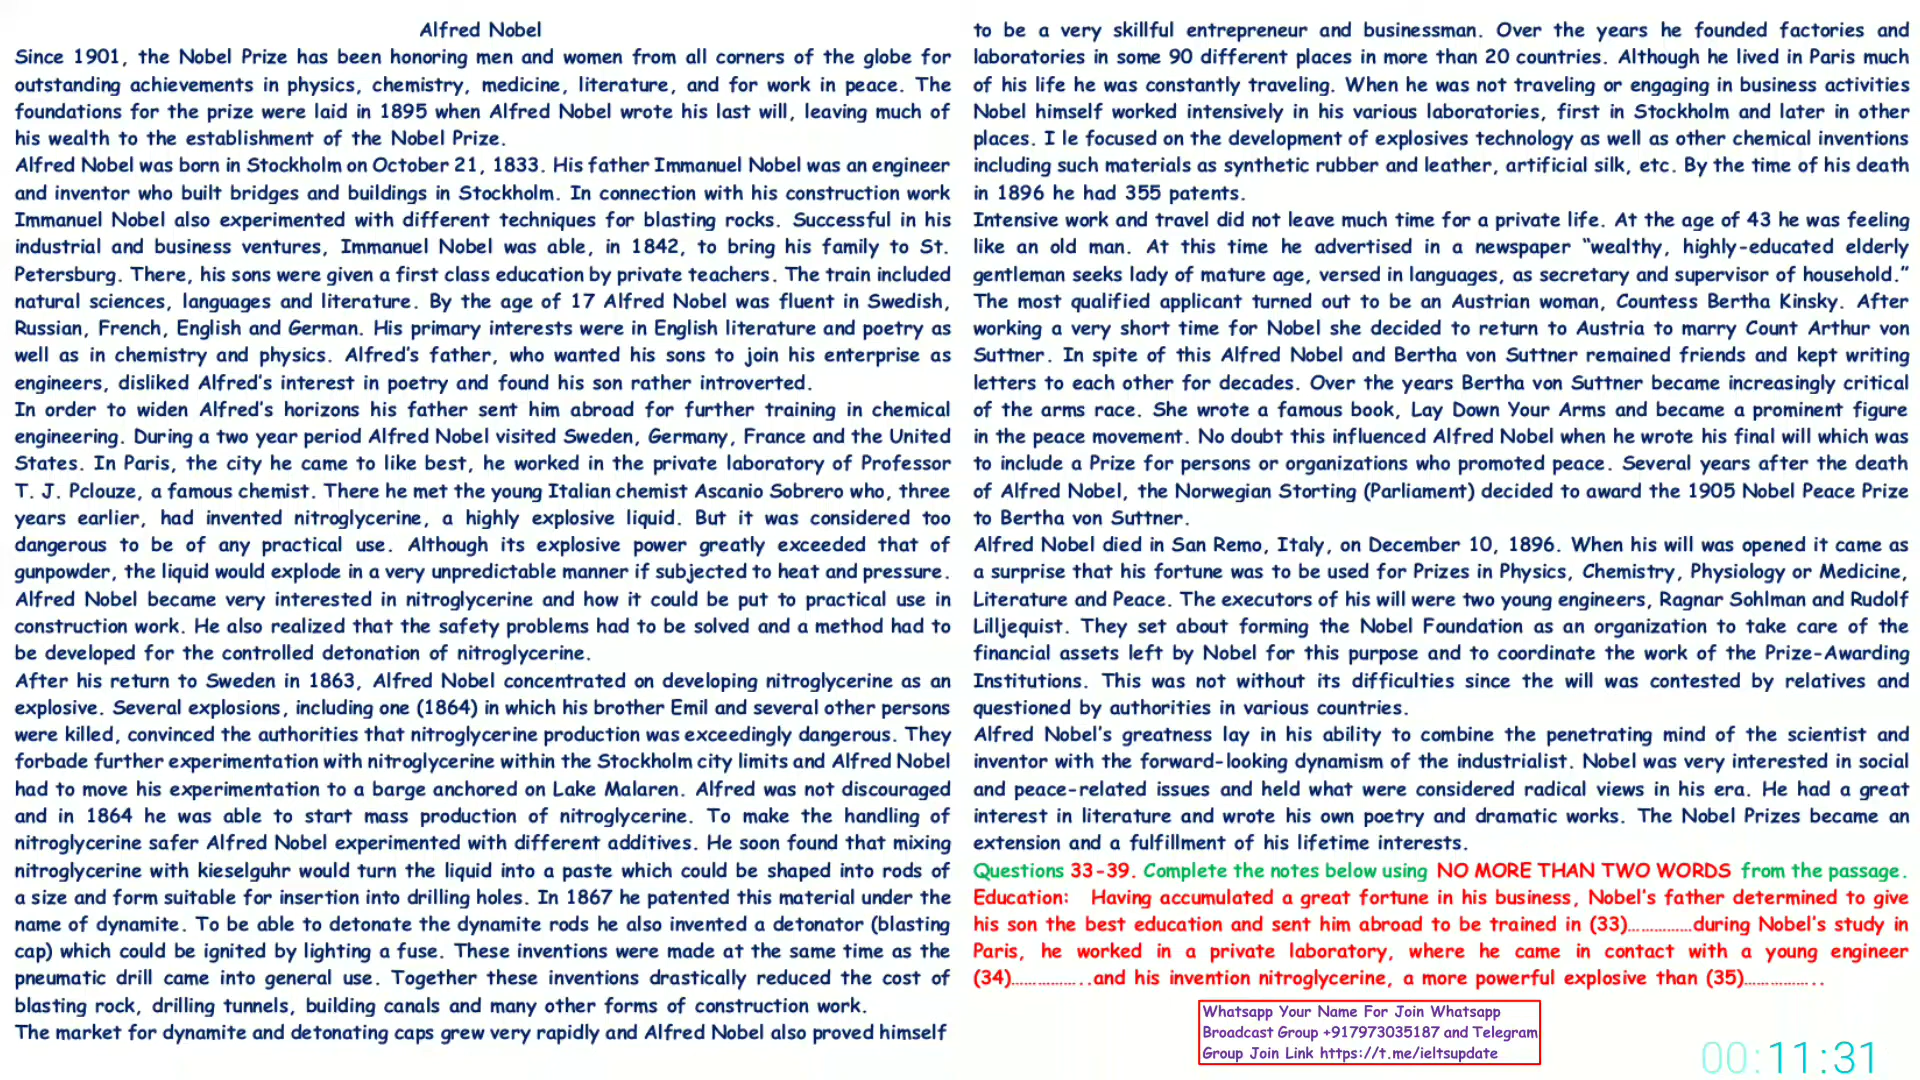 Alfred Nobel
Since 1901, the Nobel Prize has been honoring men and women from all corners of the globe for
outstanding achievements in physics, chemistry, medicine, literature, and for work in peace. The
foundations for the prize were laid in 1895 when Alfred Nobel wrote his last will, leaving much of
his wealth to the establishment of the Nobel Prize.
Alfred Nobel was born in Stockholm on October 21, 1833. His father Immanuel Nobel was an engineer
and inventor who built bridges and buildings in Stockholm. In connection with his construction work
Immanuel Nobel also experimented with different techniques for blasting rocks. Successful in his
industrial and business ventures, Immanuel Nobel was able, in 1842, to bring his family to St.
Petersburg. There, his sons were given a first class education by private teachers. The train included
natural sciences, languages and literature. By the age of 17 Alfred Nobel was fluent in Swedish,
Russian, French, English and German. His primary interests were in English literature and poetry as
well as in chemistry and physics. Alfred's father, who wanted his sons to join his enterprise as
engineers, disliked Alfred's interest in poetry and found his son rather introverted.
In order to widen Alfred's horizons his father sent him abroad for further training in chemical
engineering. During a two year period Alfred Nobel visited Sweden, Germany, France and the United
States. In Paris, the city he came to like best, he worked in the private laboratory of Professor
T. J. Pclouze, a famous chemist. There he met the young Italian chemist Ascanio Sobrero who, three
years earlier, had invented nitroglycerine, a highly explosive liquid. But it was considered too
dangerous to be of any practical use. Although its explosive power greatly exceeded that of
gunpowder, the liquid would explode in a very unpredictable manner if subjected to heat and pressure.
Alfred Nobel became very interested in nitroglycerine and how it could be put to practical use in
construction work. He also realized that the safety problems had to be solved and a method had to
be developed for the controlled detonation of nitroglycerine.
After his return to Sweden in 1863, Alfred Nobel concentrated on developing nitroglycerine as an
explosive. Several explosions, including one (1864) in which his brother Emil and several other persons
were killed, convinced the authorities that nitroglycerine production was exceedingly dangerous. They
forbade further experimentation with nitroglycerine within the Stockholm city limits and Alfred Nobel
had to move his experimentation to a barge anchored on Lake Malaren. Alfred was not discouraged
and in 1864 he was able to start mass production of nitroglycerine. To make the handling of
nitroglycerine safer Alfred Nobel experimented with different additives. He soon found that mixing
nitroglycerine with kieselguhr would turn the liquid into a paste which could be shaped into rods of
a size and form suitable for insertion into drilling holes. In 1867 he patented this material under the
name of dynamite. To be able to detonate the dynamite rods he also invented a detonator (blasting
cap) which could be ignited by lighting a fuse. These inventions were made at the same time as the
pneumatic drill came into general use. Together these inventions drastically reduced the cost of
blasting rock, drilling tunnels, building canals and many other forms of construction work.
The market for dynamite and detonating caps grew very rapidly and Alfred Nobel also proved himself
to be a very skillful entrepreneur and businessman. Over the years he founded factories and
laboratories in some 90 different places in more than 20 countries. Although he lived in Paris much
of his life he was constantly traveling. When he was not traveling or engaging in business activities
Nobel himself worked intensively in his various laboratories, first in Stockholm and later in other
places. I le focused on the development of explosives technology as well as other chemical inventions
including such materials as synthetic rubber and leather, artificial silk, etc. By the time of his death
in 1896 he had 355 patents.
Intensive work and travel did not leave much time for a private life. At the age of 43 he was feeling
like an old man. At this time he advertised in a newspaper “wealthy, highly-educated elderly
gentleman seeks lady of mature age, versed in languages, as secretary and supervisor of household.”
The most qualified applicant turned out to be an Austrian woman, Countess Bertha Kinsky. After
working a very short time for Nobel she decided to return to Austria to marry Count Arthur von
Suttner. In spite of this Alfred Nobel and Bertha von Suttner remained friends and kept writing
letters to each other for decades. Over the years Bertha von Suttner became increasingly critical
of the arms race. She wrote a famous book, Lay Down Your Arms and became a prominent figure
in the peace movement. No doubt this influenced Alfred Nobel when he wrote his final will which was
to include a Prize for persons or organizations who promoted peace. Several years after the death
of Alfred Nobel, the Norwegian Storting (Parliament) decided to award the 1905 Nobel Peace Prize
to Bertha von Suttner.
Alfred Nobel died in San Remo, Italy, on December 10, 1896. When his will was opened it came as
a surprise that his fortune was to be used for Prizes in Physics, Chemistry, Physiology or Medicine,
Literature and Peace. The executors of his will were two young engineers, Ragnar Sohlman and Rudolf
Lilljequist. They set about forming the Nobel Foundation as an organization to take care of the
financial assets left by Nobel for this purpose and to coordinate the work of the Prize-Awarding
Institutions. This was not without its difficulties since the will was contested by relatives and
questioned by authorities in various countries.
Alfred Nobel's greatness lay in his ability to combine the penetrating mind of the scientist and
inventor with the forward-looking dynamism of the industrialist. Nobel was very interested in social
and peace-related issues and held what were considered radical views in his era. He had a great
interest in literature and wrote his own poetry and dramatic works. The Nobel Prizes became an
extension and a fulfillment of his lifetime interests.
Questions 33-39. Complete the notes below using NO MORE THAN TWO WORDS from the passage.
Education: Having accumulated a great fortune in his business, Nobel's father determined to give
his son the best education and sent him abroad to be trained in (33)……………during Nobel's study in
Paris, he worked in a private laboratory, where he came in contact with a young engineer
(34)……………..and his invention nitroglycerine, a more powerful explosive than (35)……………..
Whatsapp Your Name For Join Whatsapp
Broadcast Group +917973035187 and Telegram
Group Join Link https://t.me/ieltsupdate
00:11:31